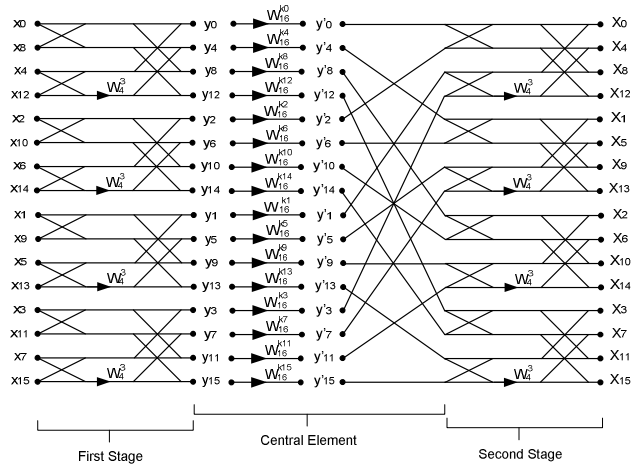 x0 y0 W16^k0 y'0 X0
x8 y4 W16^k4 y'4 X4
x4 y8 W16^k8 y'8 X8
x12 W4^3 y12 W16^k12 y'12 W4^3 X12
x2 y2 W16^k2 y'2 X1
x10 y6 W16^k6 y'6 X5
x6 y10 W16^k10 y'10 X9
x14 W4^3 y14 W16^k14 y'14 W4^3 X13
x1 y1 W16^k1 y'1 X2
x9 y5 W16^k5 y'5 X6
x5 y9 W16^k9 y'9 X10
x13 W4^3 y13 W16^k13 y'13 W4^3 X14
x3 y3 W16^k3 y'3 X3
x11 y7 W16^k7 y'7 X7
x7 y11 W16^k11 y'11 X11
x15 W4^3 y15 W16^k15 y'15 W4^3 X15
First Stage
Central Element
Second Stage